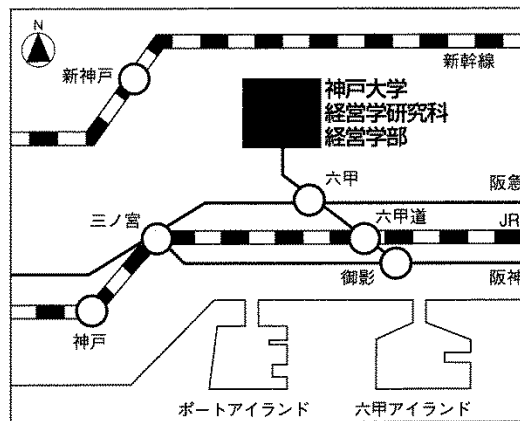 N
新幹線
新神戸
神戸大学
経営学研究科
経営学部
六甲
阪急
三ノ宮
六甲道
JR
御影
阪神
神戸
ポートアイランド
六甲アイランド